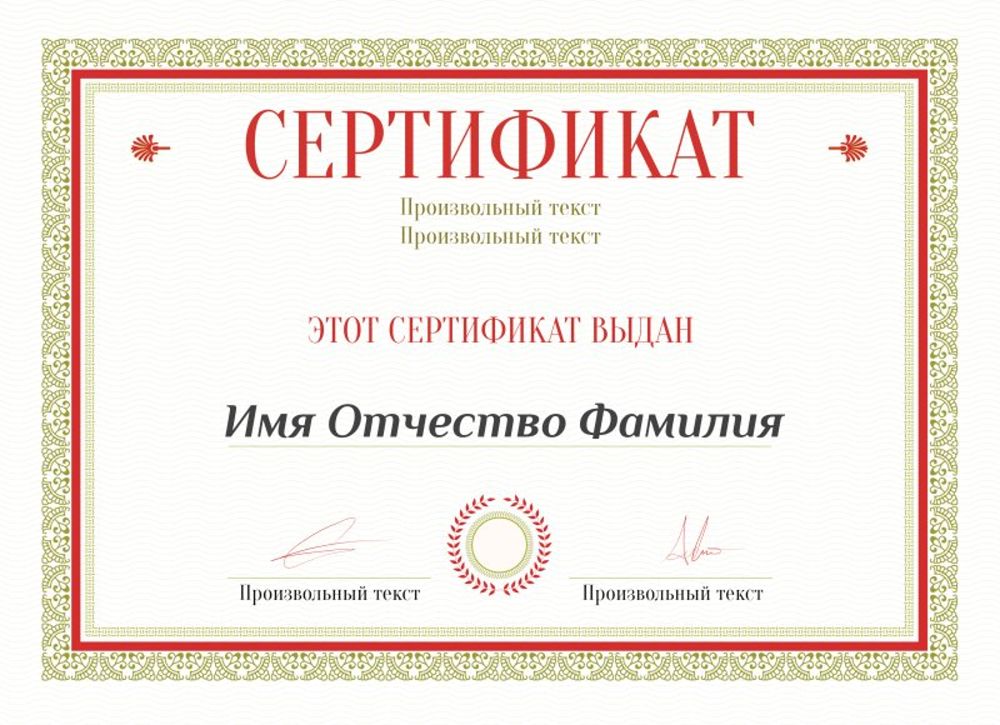 СЕРТИФИКАТ
Произвольный текст
Произвольный текст
ЭТОТ СЕРТИФИКАТ ВЫДАН
Имя Отчество Фамилия
Произвольный текст
Произвольный текст